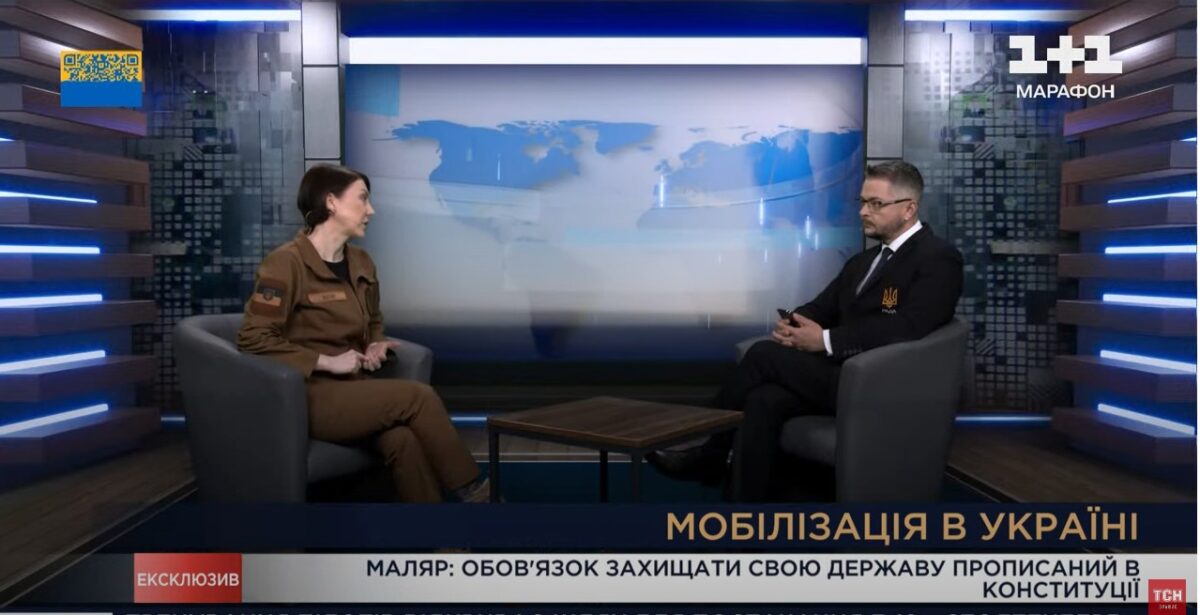 1+1
МАРАФОН
МОБІЛІЗАЦІЯ В УКРАЇНІ
ЕКСКЛЮЗИВ
МАЛЯР: ОБОВ'ЯЗОК ЗАХИЩАТИ СВОЮ ДЕРЖАВУ ПРОПИСАНИЙ В
КОНСТИТУЦІЇ
ТСН